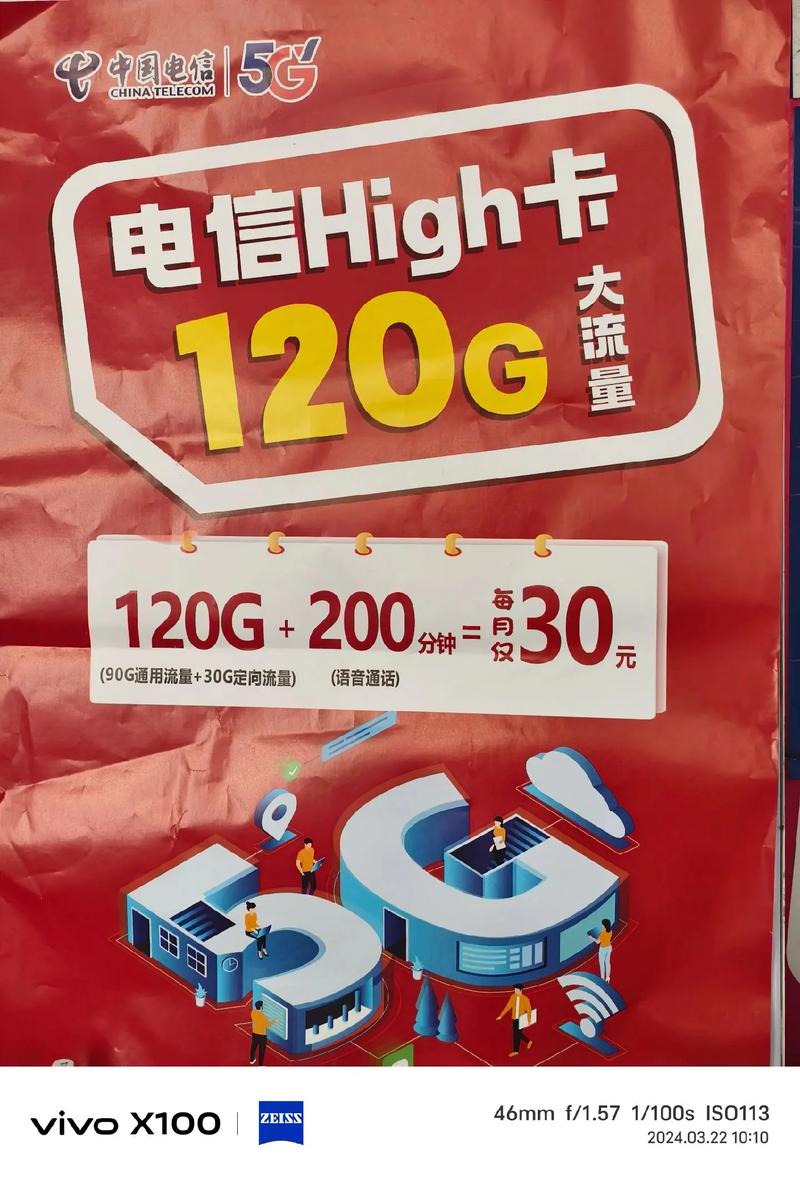 中国电信
CHINA TELECOM
5G
电信High卡
120G
大流量
120G + 200分钟 = 每月仅30元
(90G通用流量+30G定向流量) (语音通话)
5G
vivo X100
ZEISS
46mm f/1.57 1/100s ISO113
2024.03.22 10:10